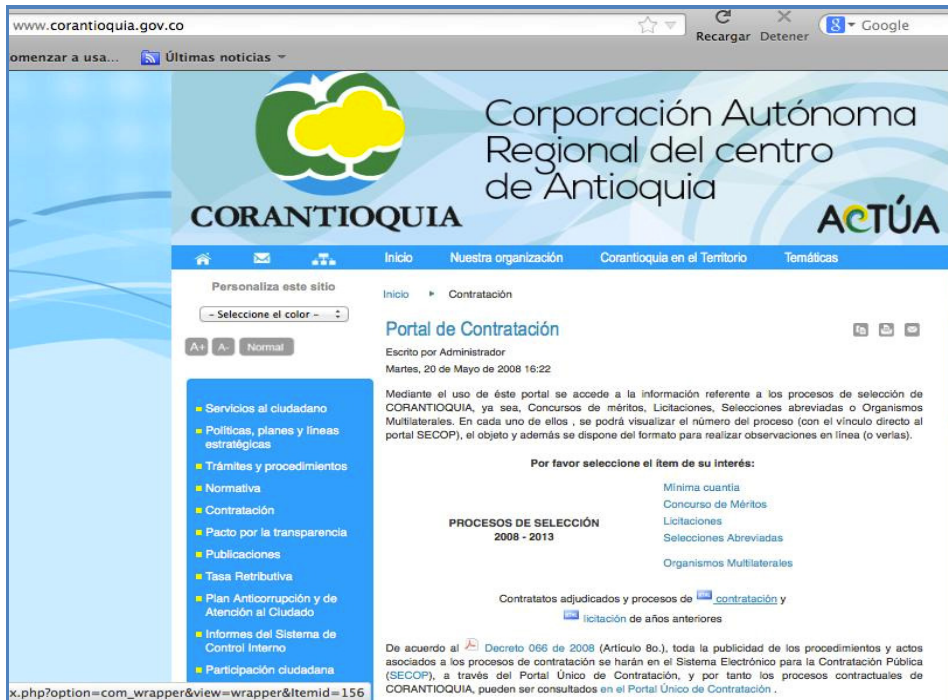 www.corantioquia.gov.co
Recargar Detener
Google
omenzar a usa...
Últimas noticias
Corporación Autónoma
Regional del centro
de Antioquia
CORANTIOQUIA
ACTÚA
Inicio Nuestra organización Corantioquia en el Territorio Temáticas
Personaliza este sitio
- Seleccione el color -
A+ A- Normal
Servicios al ciudadano
Políticas, planes y líneas
estratégicas
Trámites y procedimientos
Normativa
Contratación
Pacto por la transparencia
Publicaciones
Tasa Retributiva
Plan Anticorrupción y de
Atención al Ciudado
Informes del Sistema de
Control Interno
Participación ciudadana
Inicio Contratación
Portal de Contratación
Escrito por Administrador
Martes, 20 de Mayo de 2008 16:22
Mediante el uso de éste portal se accede a la información referente a los procesos de selección de
CORANTIOQUIA, ya sea, Concursos de méritos, Licitaciones, Selecciones abreviadas o Organismos
Multilaterales. En cada uno de ellos , se podrá visualizar el número del proceso (con el vínculo directo al
portal SECOP), el objeto y además se dispone del formato para realizar observaciones en línea (o verlas).
Por favor seleccione el ítem de su interés:
PROCESOS DE SELECCIÓN
2008 - 2013
Mínima cuantía
Concurso de Méritos
Licitaciones
Selecciones Abreviadas
Organismos Multilaterales
Contratatos adjudicados y procesos de contratación y
licitación de años anteriores
De acuerdo al Decreto 066 de 2008 (Artículo 8o.), toda la publicidad de los procedimientos y actos
asociados a los procesos de contratación se harán en el Sistema Electrónico para la Contratación Pública
(SECOP), a través del Portal Único de Contratación, y por tanto los procesos contractuales de
CORANTIOQUIA, pueden ser consultados en el Portal Único de Contratación .
x.php?option=com_wrapper&view=wrapper&Itemid=156